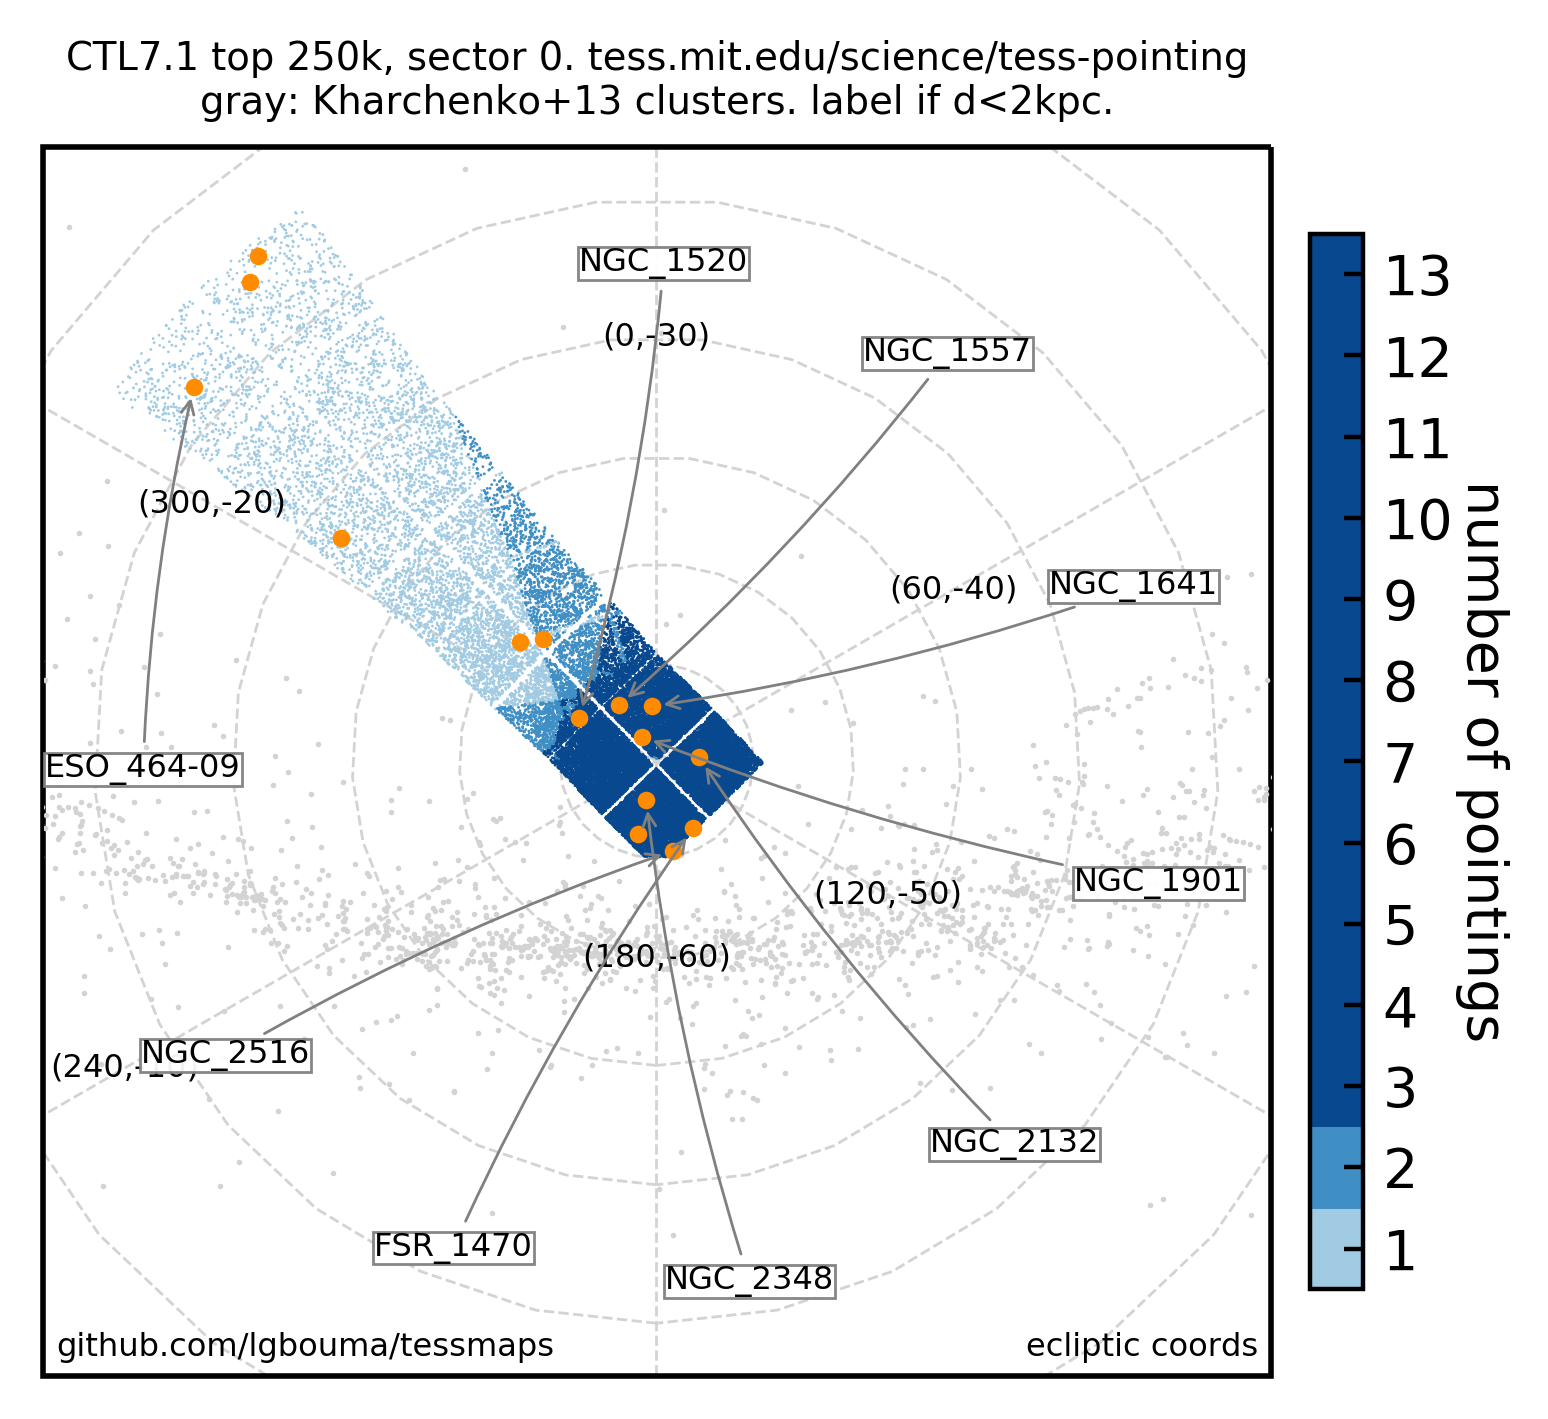 CTL7.1 top 250k, sector 0. tess.mit.edu/science/tess-pointing
gray: Kharchenko+13 clusters. label if d<2kpc.
NGC_1520
(0,-30)
NGC_1557
(300,-20)
(60,-40)
NGC_1641
ESO_464-09
NGC_1901
(120,-50)
(180,-60)
NGC_2516
(240,-10)
NGC_2132
FSR_1470
NGC_2348
github.com/lgbouma/tessmaps
ecliptic coords
13
12
11
10
9
8
7
6
5
4
3
2
1
number of pointings